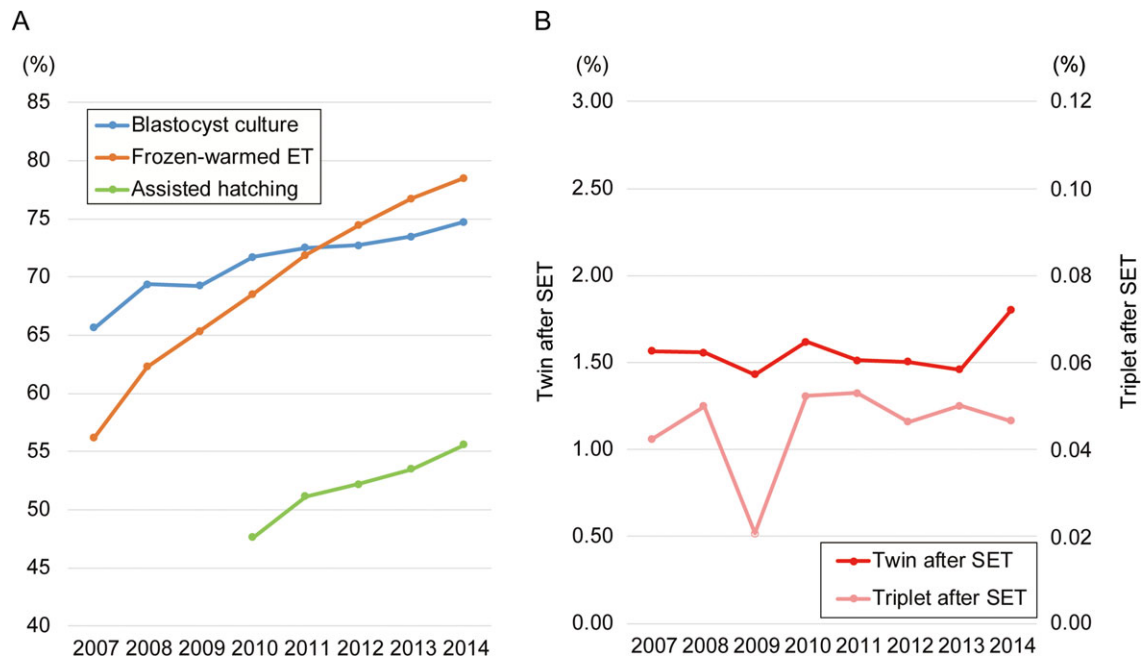 A
(%)
85
80
75
70
65
60
55
50
45
40
Blastocyst culture
Frozen-warmed ET
Assisted hatching
2007 2008 2009 2010 2011 2012 2013 2014
B
(%)
(%)
3.00
2.50
2.00
1.50
1.00
0.50
0.00
Twin after SET
0.12
0.10
0.08
0.06
0.04
0.02
0.00
Triplet after SET
Twin after SET
Triplet after SET
2007 2008 2009 2010 2011 2012 2013 2014